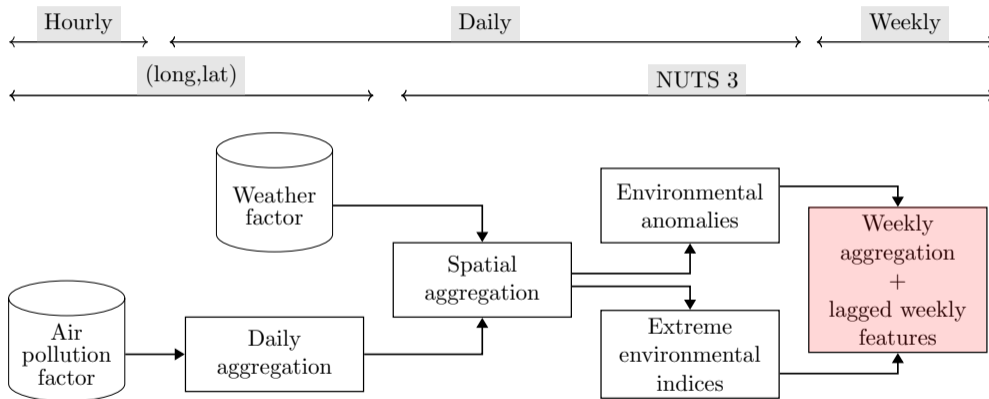 Hourly
Daily
Weekly
(long,lat)
NUTS 3
Weather
factor
Environmental
anomalies
Weekly
aggregation
+
lagged weekly
features
Spatial
aggregation
Air
pollution
factor
Daily
aggregation
Extreme
environmental
indices